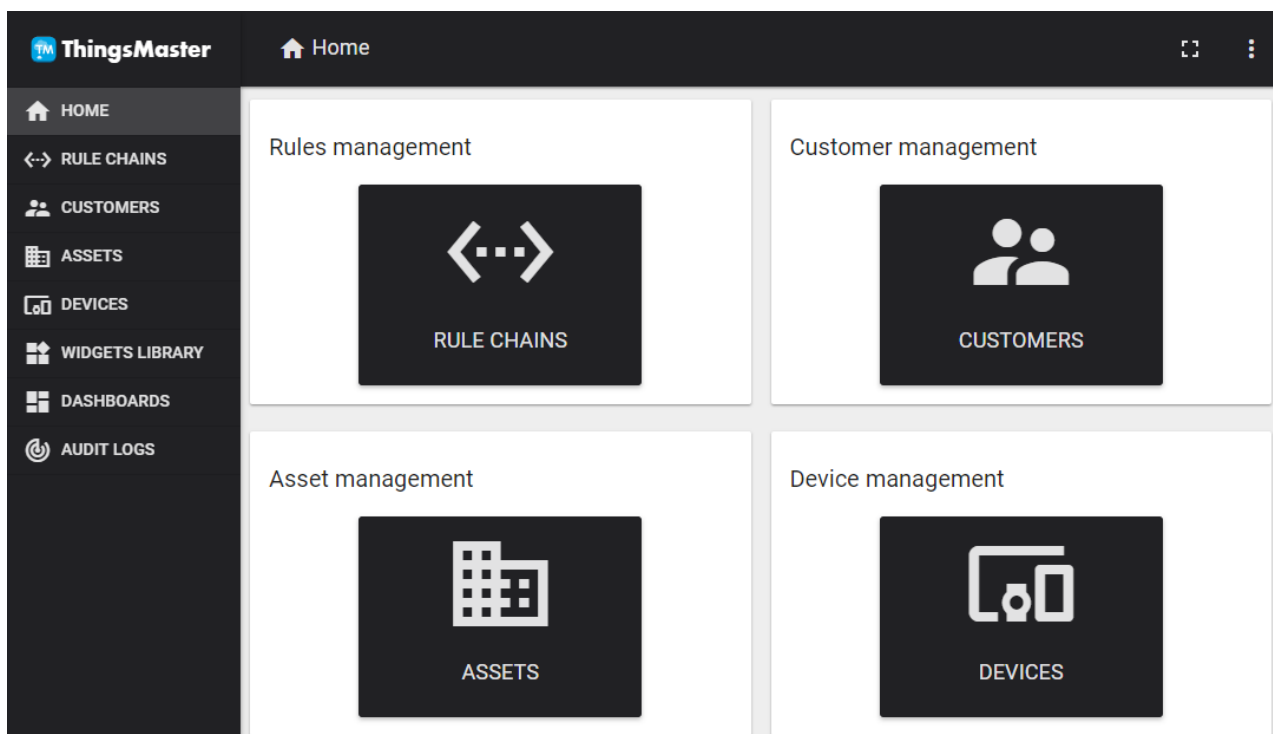 TM ThingsMaster
Home
HOME
RULE CHAINS
CUSTOMERS
ASSETS
DEVICES
WIDGETS LIBRARY
DASHBOARDS
AUDIT LOGS
Rules management
RULE CHAINS
Customer management
CUSTOMERS
Asset management
ASSETS
Device management
DEVICES